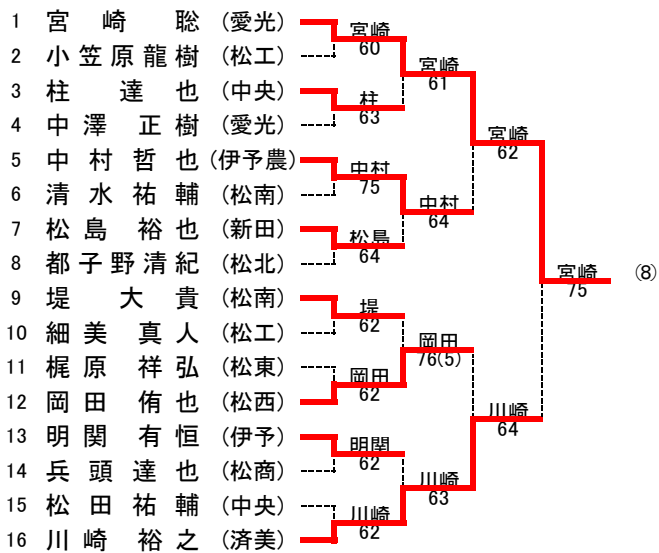 1 宮崎 聡 (愛光)
2 小笠原龍樹 (松工)
3 柱達也 (中央)
4 中澤正樹 (愛光)
5 中村哲也 (伊予農)
6 清水祐輔 (松南)
7 松島裕也 (新田)
8 都子野清紀 (松北)
9 堤大貴 (松南)
10 細美真人 (松工)
11 梶原祥弘 (松東)
12 岡田侑也 (松西)
13 明関有恒 (伊予)
14 兵頭達也 (松商)
15 松田祐輔 (中央)
16 川崎裕之 (済美)
宮崎
60
柱
63
中村
75
松島
64
堤
62
岡田
62
明関
62
川崎
62
宮崎
61
中村
64
岡田
76(5)
川崎
63
宮崎
62
川崎
64
宮崎
75
(8)